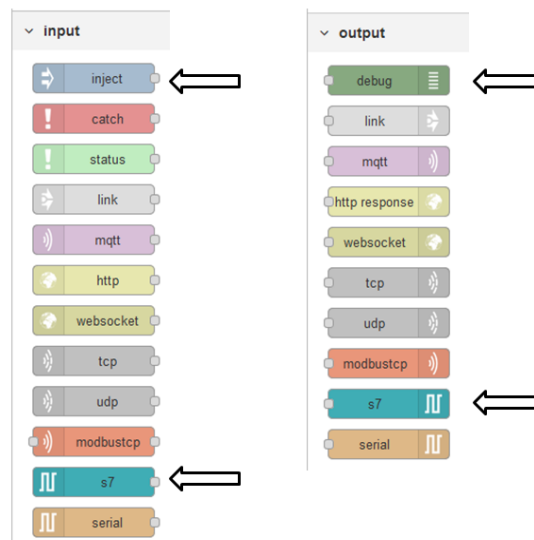 input
inject
catch
status
link
mqtt
http
websocket
tcp
udp
modbustcp
s7
serial
output
debug
link
mqtt
http response
websocket
tcp
udp
modbustcp
s7
serial